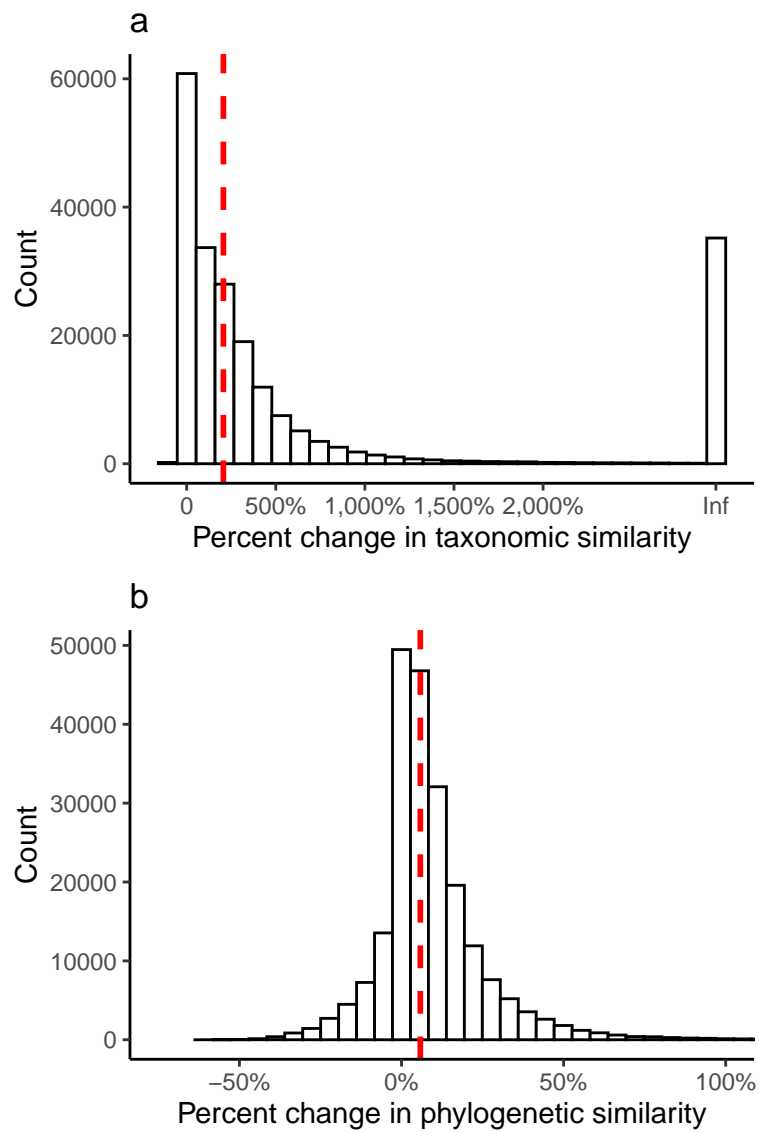 a
60000
40000
20000
0
Count
0 500% 1,000% 1,500% 2,000% Inf
Percent change in taxonomic similarity
b
50000
40000
30000
20000
10000
0
Count
−50% 0% 50% 100%
Percent change in phylogenetic similarity